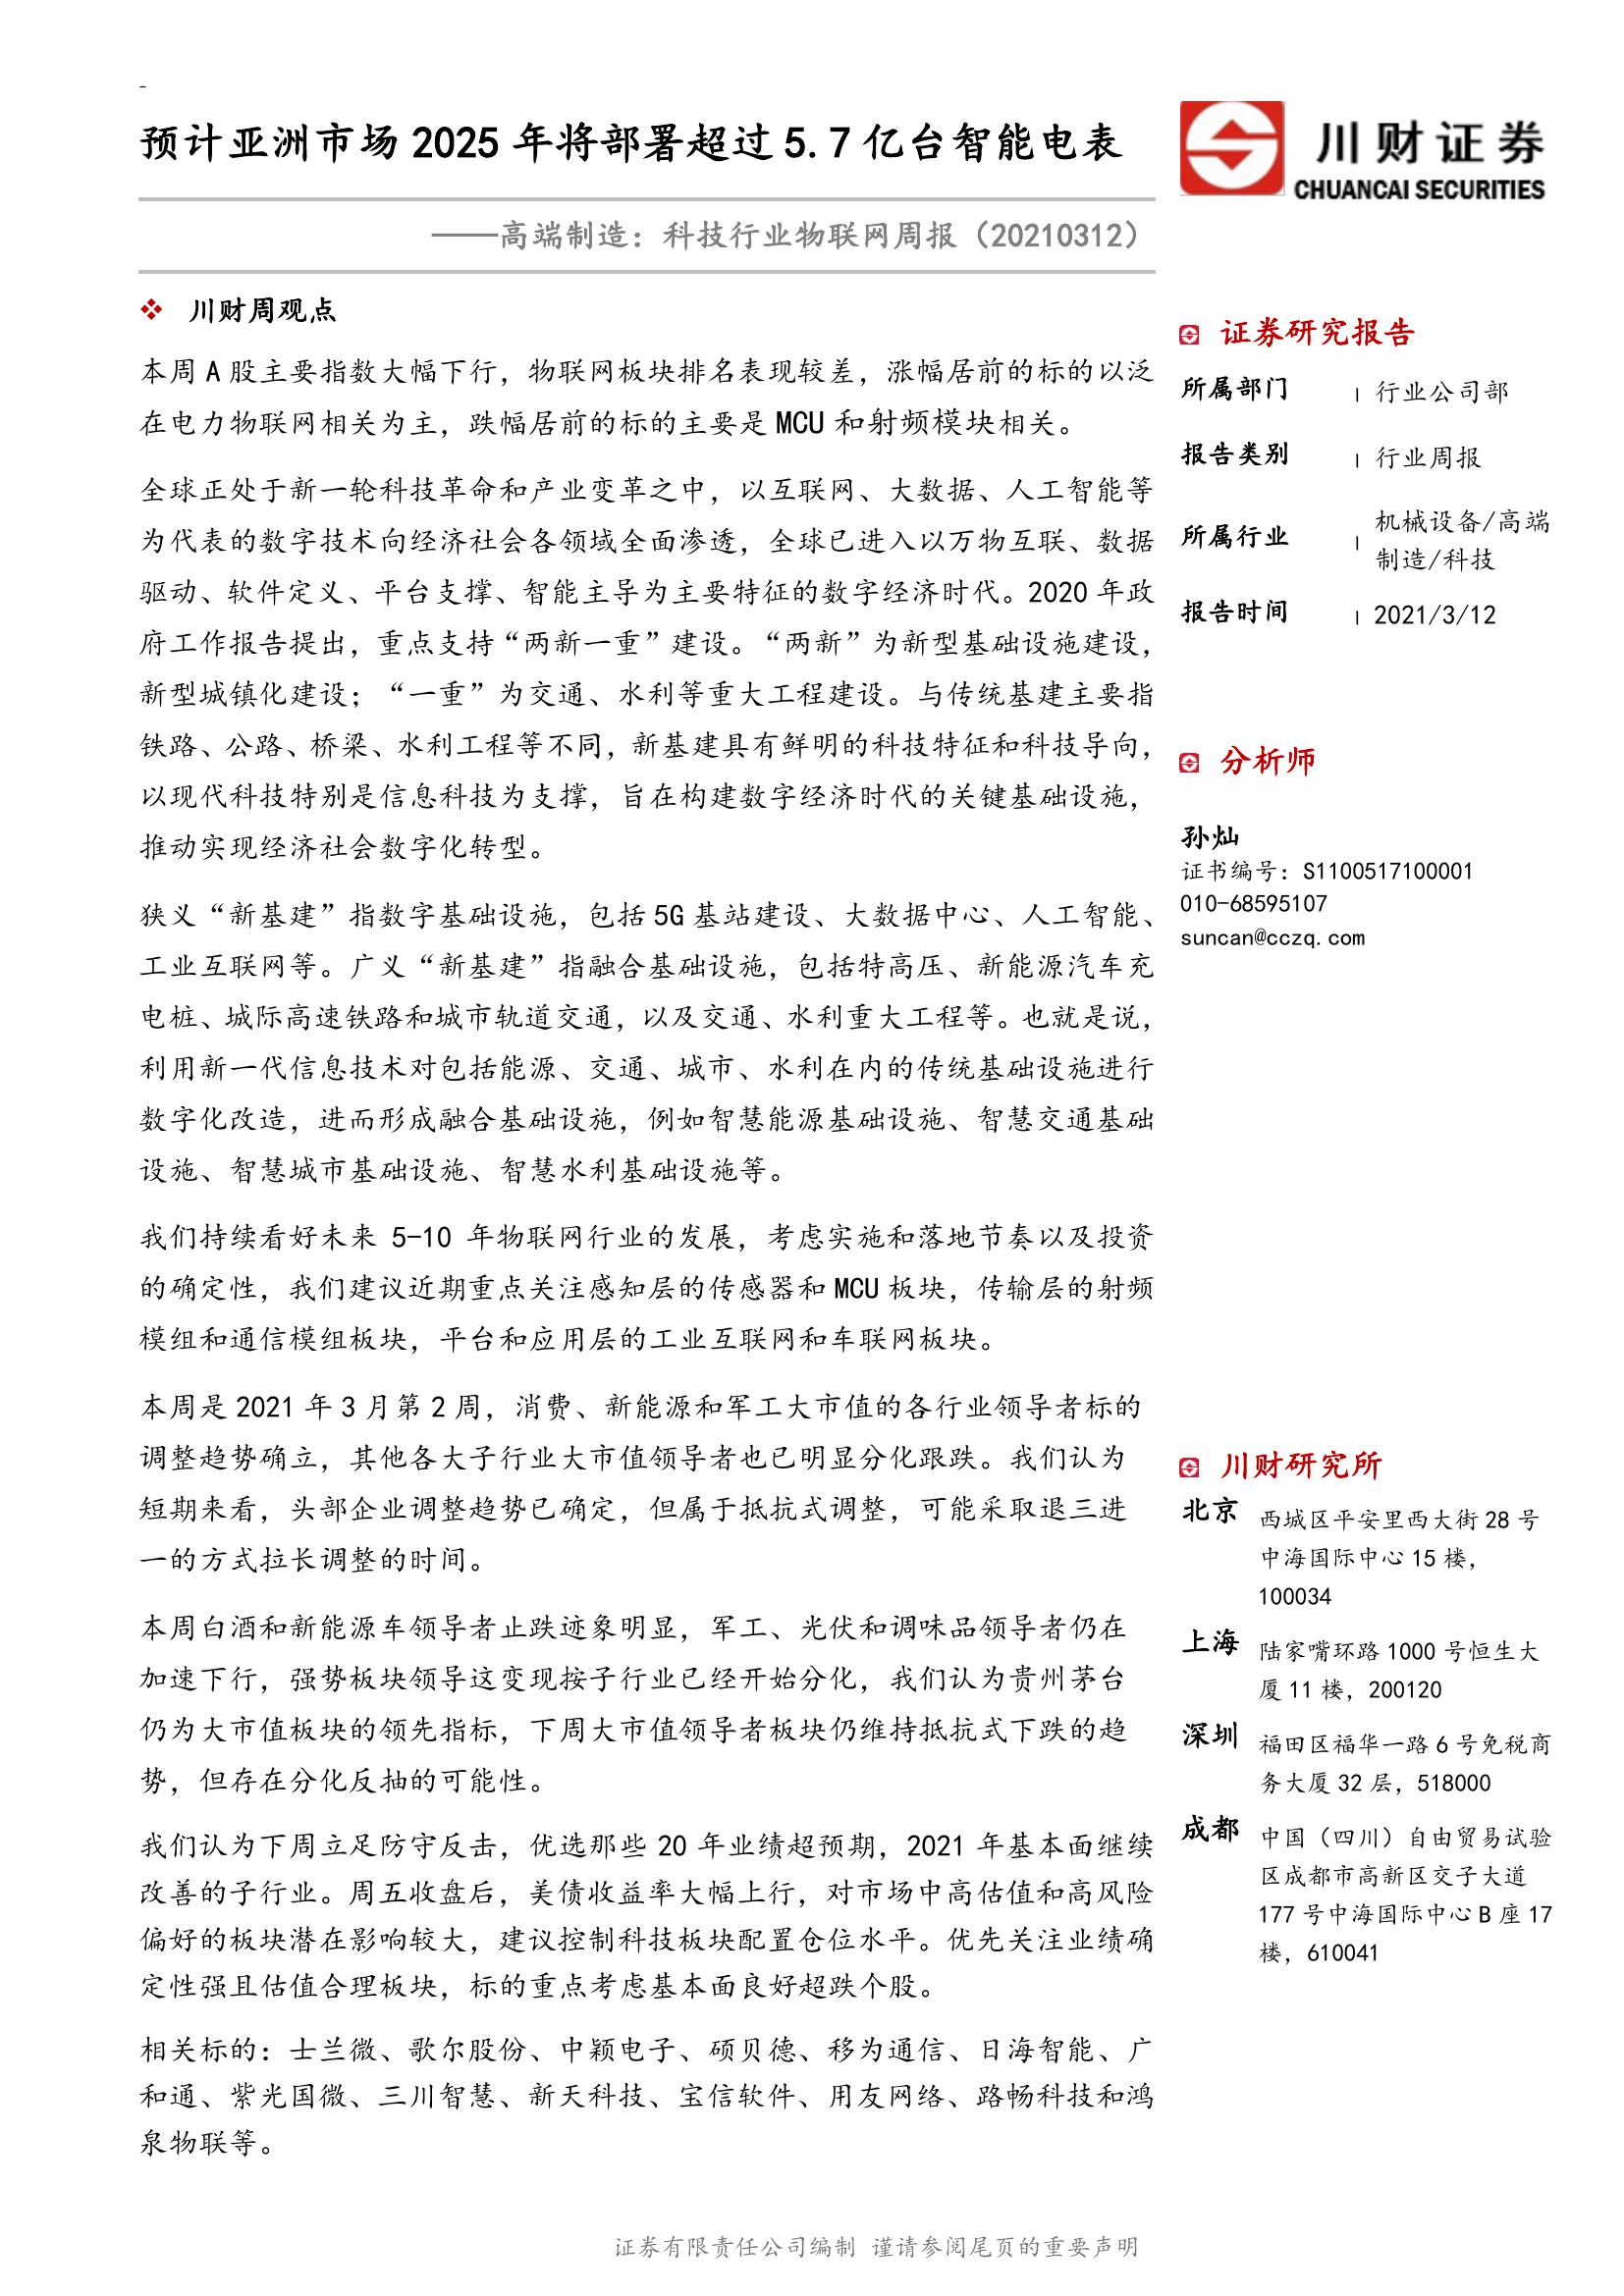 -
预计亚洲市场 2025 年将部署超过 5.7 亿台智能电表
——高端制造：科技行业物联网周报（20210312）
川财证券
CHUANCAI SECURITIES
❖ 川财周观点
本周 A 股主要指数大幅下行，物联网板块排名表现较差，涨幅居前的标的以泛
在电力物联网相关为主，跌幅居前的标的主要是 MCU 和射频模块相关。
全球正处于新一轮科技革命和产业变革之中，以互联网、大数据、人工智能等
为代表的数字技术向经济社会各领域全面渗透，全球已进入以万物互联、数据
驱动、软件定义、平台支撑、智能主导为主要特征的数字经济时代。2020 年政
府工作报告提出，重点支持“两新一重”建设。“两新”为新型基础设施建设，
新型城镇化建设；“一重”为交通、水利等重大工程建设。与传统基建主要指
铁路、公路、桥梁、水利工程等不同，新基建具有鲜明的科技特征和科技导向，
以现代科技特别是信息科技为支撑，旨在构建数字经济时代的关键基础设施，
推动实现经济社会数字化转型。
狭义“新基建”指数字基础设施，包括 5G 基站建设、大数据中心、人工智能、
工业互联网等。广义“新基建”指融合基础设施，包括特高压、新能源汽车充
电桩、城际高速铁路和城市轨道交通，以及交通、水利重大工程等。也就是说，
利用新一代信息技术对包括能源、交通、城市、水利在内的传统基础设施进行
数字化改造，进而形成融合基础设施，例如智慧能源基础设施、智慧交通基础
设施、智慧城市基础设施、智慧水利基础设施等。
我们持续看好未来 5-10 年物联网行业的发展，考虑实施和落地节奏以及投资
的确定性，我们建议近期重点关注感知层的传感器和 MCU 板块，传输层的射频
模组和通信模组板块，平台和应用层的工业互联网和车联网板块。
本周是 2021 年 3 月第 2 周，消费、新能源和军工大市值的各行业领导者标的
调整趋势确立，其他各大子行业大市值领导者也已明显分化跟跌。我们认为
短期来看，头部企业调整趋势已确定，但属于抵抗式调整，可能采取退三进
一的方式拉长调整的时间。
本周白酒和新能源车领导者止跌迹象明显，军工、光伏和调味品领导者仍在
加速下行，强势板块领导这变现按子行业已经开始分化，我们认为贵州茅台
仍为大市值板块的领先指标，下周大市值领导者板块仍维持抵抗式下跌的趋
势，但存在分化反抽的可能性。
我们认为下周立足防守反击，优选那些 20 年业绩超预期，2021 年基本面继续
改善的子行业。周五收盘后，美债收益率大幅上行，对市场中高估值和高风险
偏好的板块潜在影响较大，建议控制科技板块配置仓位水平。优先关注业绩确
定性强且估值合理板块，标的重点考虑基本面良好超跌个股。
相关标的：士兰微、歌尔股份、中颖电子、硕贝德、移为通信、日海智能、广
和通、紫光国微、三川智慧、新天科技、宝信软件、用友网络、路畅科技和鸿
泉物联等。
证券研究报告
所属部门 | 行业公司部
报告类别 | 行业周报
所属行业 | 机械设备/高端
制造/科技
报告时间 | 2021/3/12
分析师
孙灿
证书编号：S1100517100001
010-68595107
suncan@cczq.com
川财研究所
北京 西城区平安里西大街 28 号
中海国际中心 15 楼，
100034
上海 陆家嘴环路 1000 号恒生大
厦 11 楼，200120
深圳 福田区福华一路 6 号免税商
务大厦 32 层，518000
成都 中国（四川）自由贸易试验
区成都市高新区交子大道
177 号中海国际中心 B 座 17
楼，610041
证券有限责任公司编制 谨请参阅尾页的重要声明